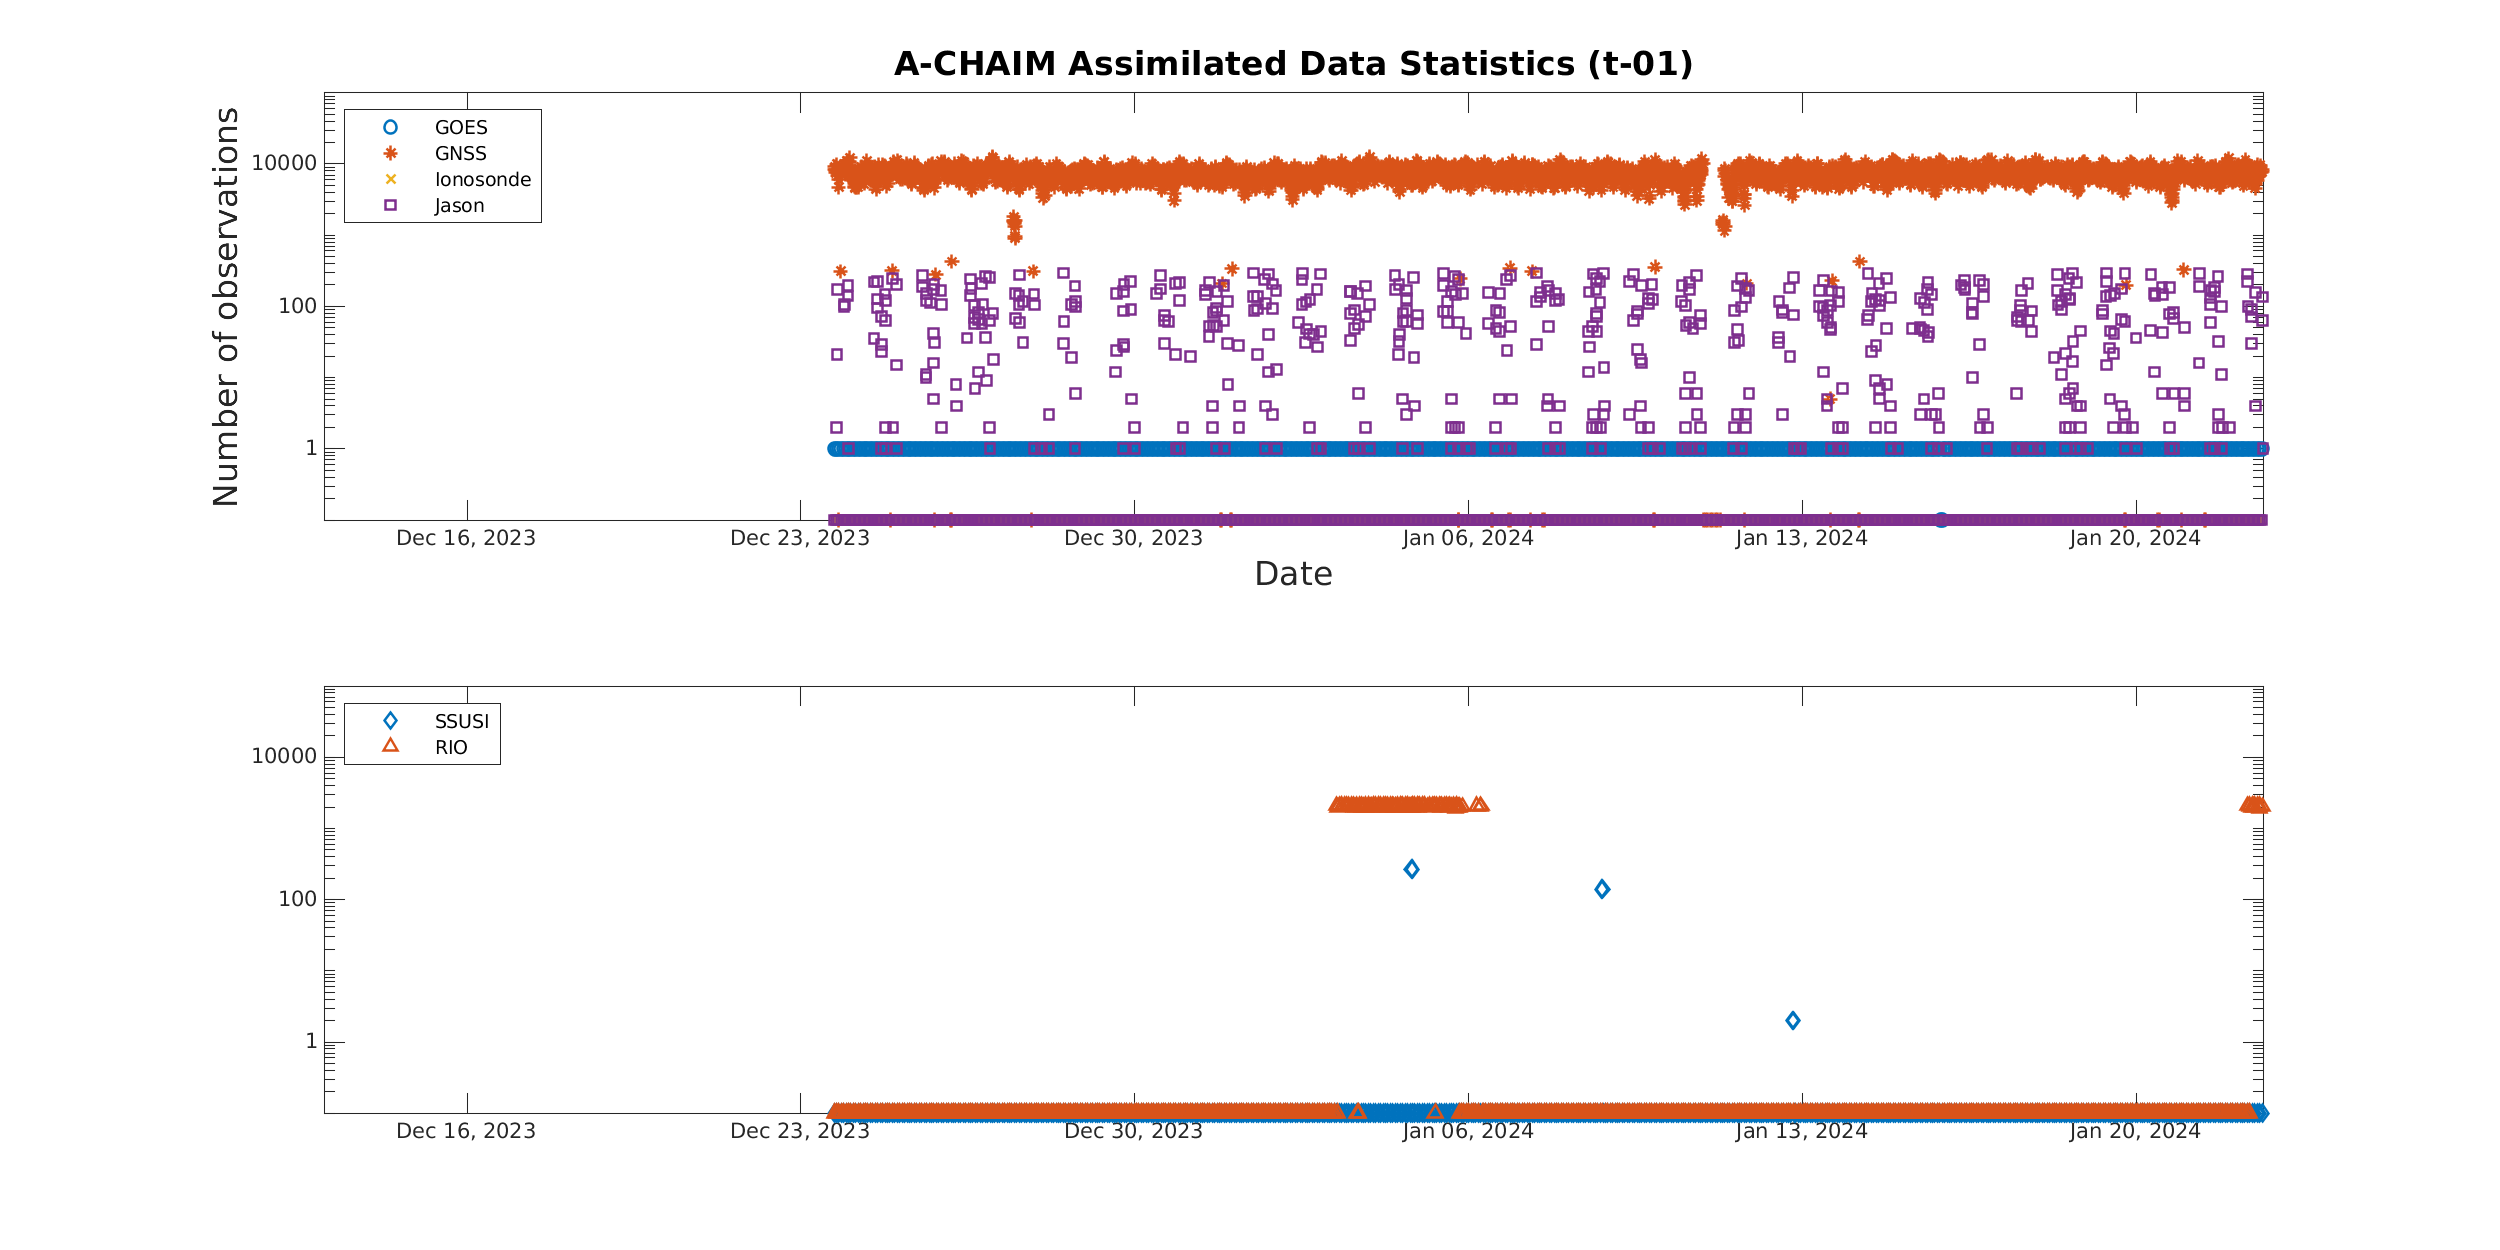 A-CHAIM Assimilated Data Statistics (t-01)
Number of observations
10000
100
1
GOES
GNSS
Ionosonde
Jason
Dec 16, 2023
Dec 23, 2023
Dec 30, 2023
Jan 06, 2024
Jan 13, 2024
Jan 20, 2024
Date
10000
100
1
SSUSI
RIO
Dec 16, 2023
Dec 23, 2023
Dec 30, 2023
Jan 06, 2024
Jan 13, 2024
Jan 20, 2024